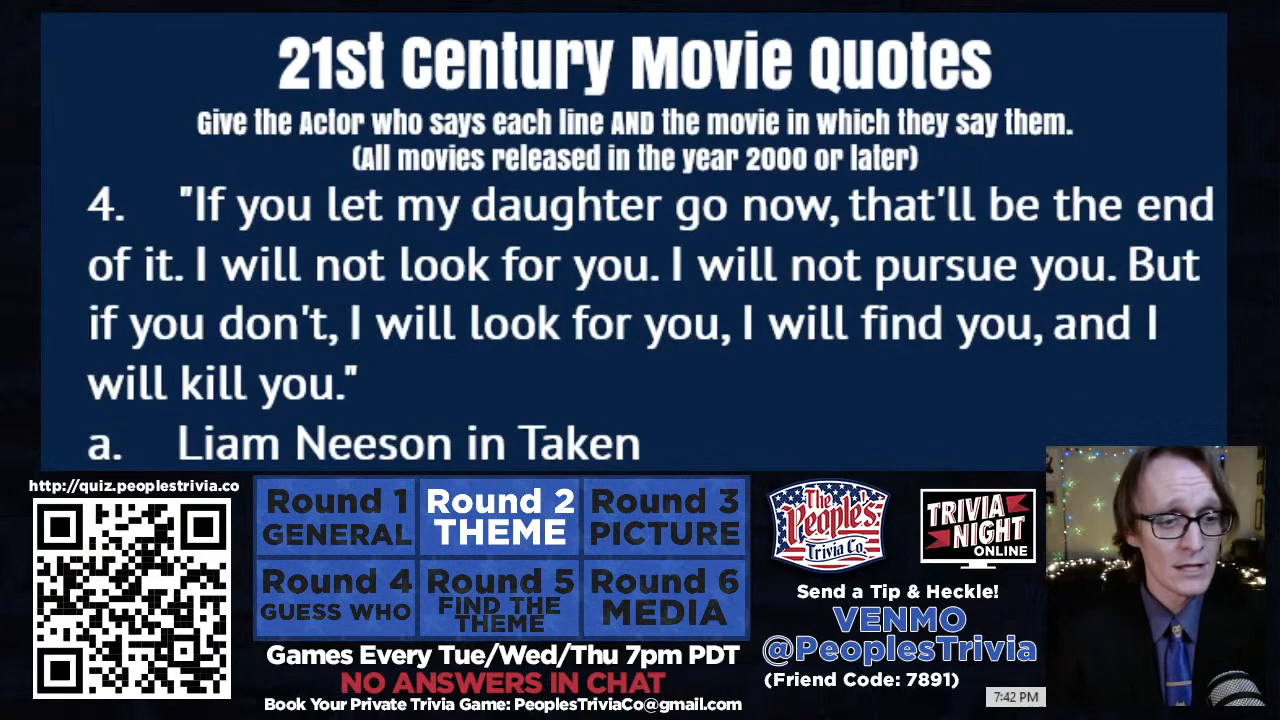 21st Century Movie Quotes
Give the Actor who says each line AND the movie in which they say them.
(All movies released in the year 2000 or later)
4. "If you let my daughter go now, that'll be the end
of it. I will not look for you. I will not pursue you. But
if you don't, I will look for you, I will find you, and I
will kill you."
a. Liam Neeson in Taken
http://quiz.peoplestrivia.co
Round 1
GENERAL
Round 2
THEME
Round 3
PICTURE
Round 4
GUESS WHO
Round 5
FIND THE
THEME
Round 6
MEDIA
Games Every Tue/Wed/Thu 7pm PDT
NO ANSWERS IN CHAT
Book Your Private Trivia Game: PeoplesTriviaCo@gmail.com
The
People's
Trivia Co.
TRIVIA
NIGHT
ONLINE
Send a Tip & Heckle!
VENMO
@PeoplesTrivia
(Friend Code: 7891)
7:42 PM